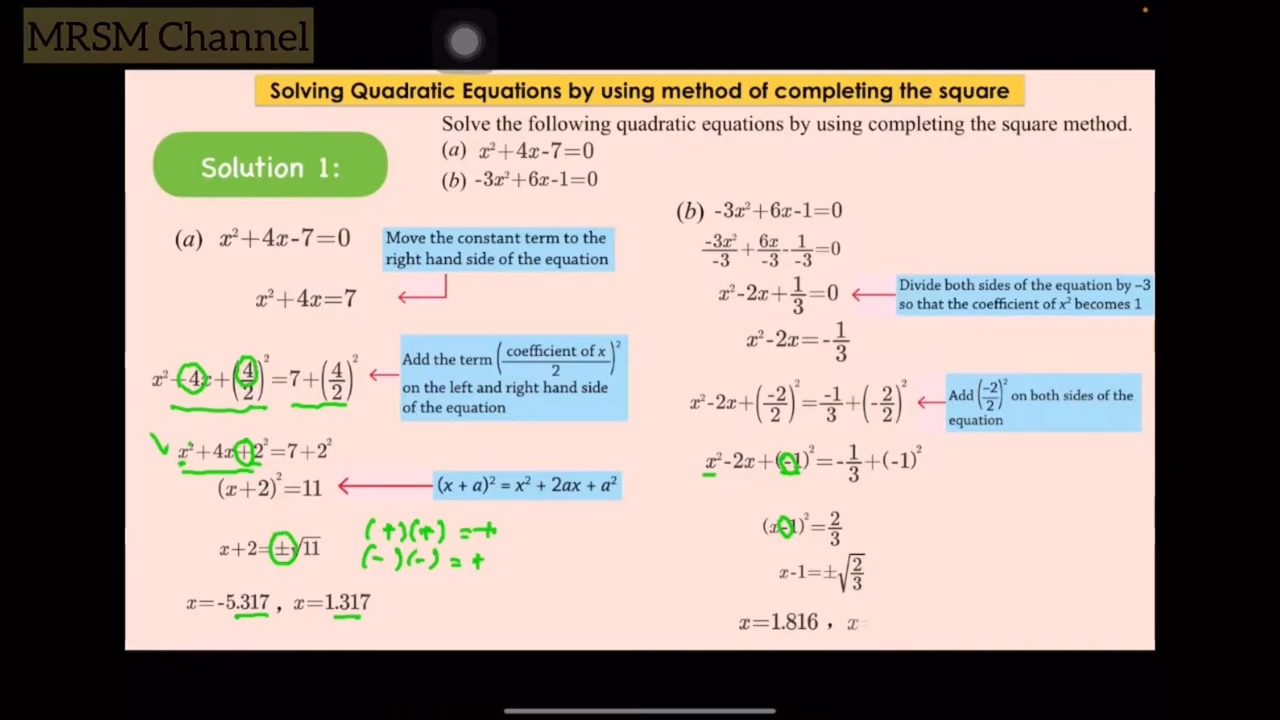 MRSM Channel
Solving Quadratic Equations by using method of completing the square
Solve the following quadratic equations by using completing the square method.
(a) x²+4x-7=0
(b) -3x²+6x-1=0
Solution 1:
(a) x²+4x-7=0
Move the constant term to the
right hand side of the equation
x²+4x=7
x²+4x+(4/2)²=7+(4/2)²
Add the term (coefficient of x/2)²
on the left and right hand side
of the equation
x²+4x+2²=7+2²
(x+2)²=11
(x + a)² = x² + 2ax + a²
x+2=±√11
(+)(+) = +
(-)(-) = +
x=-5.317 , x=1.317
(b) -3x²+6x-1=0
-3x²/-3+6x/-3-1/-3=0
x²-2x+1/3=0
Divide both sides of the equation by –3
so that the coefficient of x² becomes 1
x²-2x=-1/3
x²-2x+(-2/2)²=-1/3+(-2/2)²
Add (-2/2)² on both sides of the
equation
x²-2x+(-1)²=-1/3+(-1)²
(x-1)²=2/3
x-1=±√2/3
x=1.816 , x